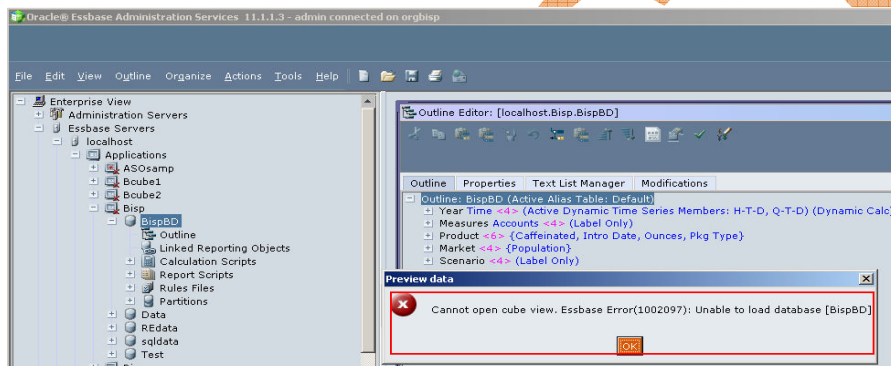 Oracle® Essbase Administration Services 11.1.1.3 - admin connected on orgbisp
File Edit View Outline Organize Actions Tools Help
Enterprise View
Administration Servers
Essbase Servers
localhost
Applications
ASOsamp
Bcube1
Bcube2
Bisp
BispBD
Outline
Linked Reporting Objects
Calculation Scripts
Report Scripts
Rules Files
Partitions
Data
REdata
sqldata
Test
Outline Editor: [localhost.Bisp.BispBD]
Outline Properties Text List Manager Modifications
Outline: BispBD (Active Alias Table: Default)
Year Time <4> (Active Dynamic Time Series Members: H-T-D, Q-T-D) (Dynamic Calc)
Measures Accounts <4> (Label Only)
Product <6> {Caffeinated, Intro Date, Ounces, Pkg Type}
Market <4> {Population}
Scenario <4> (Label Only)
Preview data
Cannot open cube view. Essbase Error(1002097): Unable to load database [BispBD]
OK